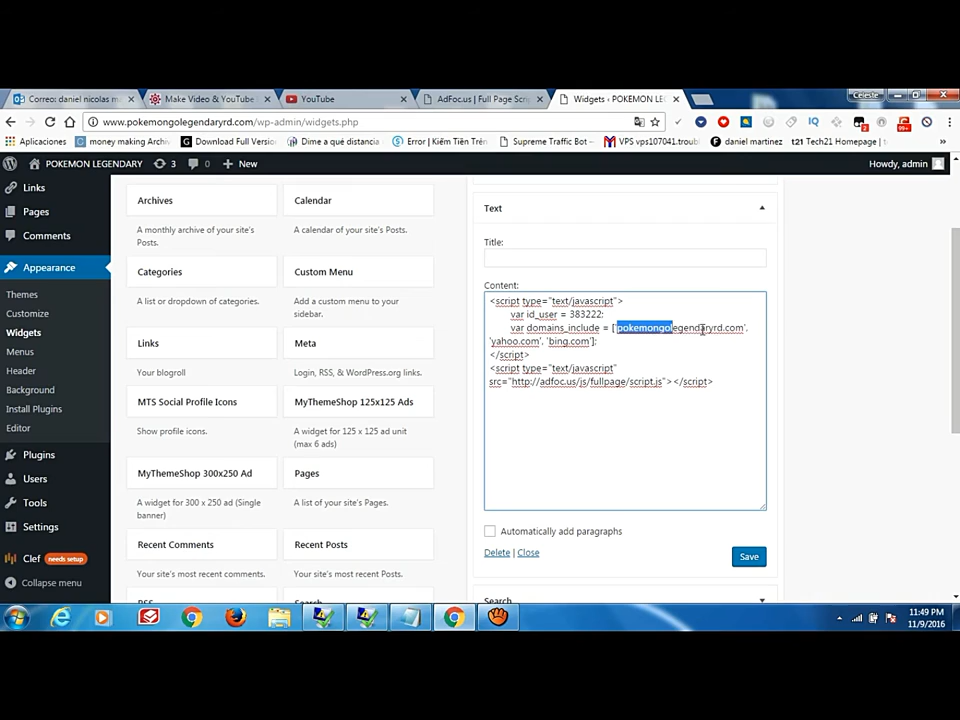 Correo: daniel nicolas m
Make Video & YouTube
YouTube
AdFoc.us | Full Page Scri
Widgets ‹ POKEMON LE
Celeste
www.pokemongolegendaryrd.com/wp-admin/widgets.php
Aplicaciones
money making Archiv
Download Full Version
Dime a qué distancia
Error | Kiếm Tiền Trên
Supreme Traffic Bot –
VPS vps107041.troubl
daniel martinez
t21 Tech21 Homepage | t
POKEMON LEGENDARY
3
0
New
Howdy, admin
Links
Pages
Comments
Appearance
Themes
Customize
Widgets
Menus
Header
Background
Install Plugins
Editor
Plugins
Users
Tools
Settings
Clef needs setup
Collapse menu
Archives
A monthly archive of your site's
Posts.
Calendar
A calendar of your site's Posts.
Categories
A list or dropdown of categories.
Custom Menu
Add a custom menu to your
sidebar.
Links
Your blogroll
Meta
Login, RSS, & WordPress.org links.
MTS Social Profile Icons
Show profile icons.
MyThemeShop 125x125 Ads
A widget for 125 x 125 ad unit
(max 6 ads)
MyThemeShop 300x250 Ad
A widget for 300 x 250 ad (Single
banner)
Pages
A list of your site's Pages.
Recent Comments
Your site's most recent comments.
Recent Posts
Your site's most recent Posts.
RSS
Search
Text
Title:
Content:
<script type="text/javascript">
var id_user = 383222;
var domains_include = ['pokemongolegendaryrd.com',
'yahoo.com', 'bing.com'];
</script>
<script type="text/javascript"
src="http://adfoc.us/js/fullpage/script.js"></script>
Automatically add paragraphs
Delete | Close
Save
Search
11:49 PM
11/9/2016